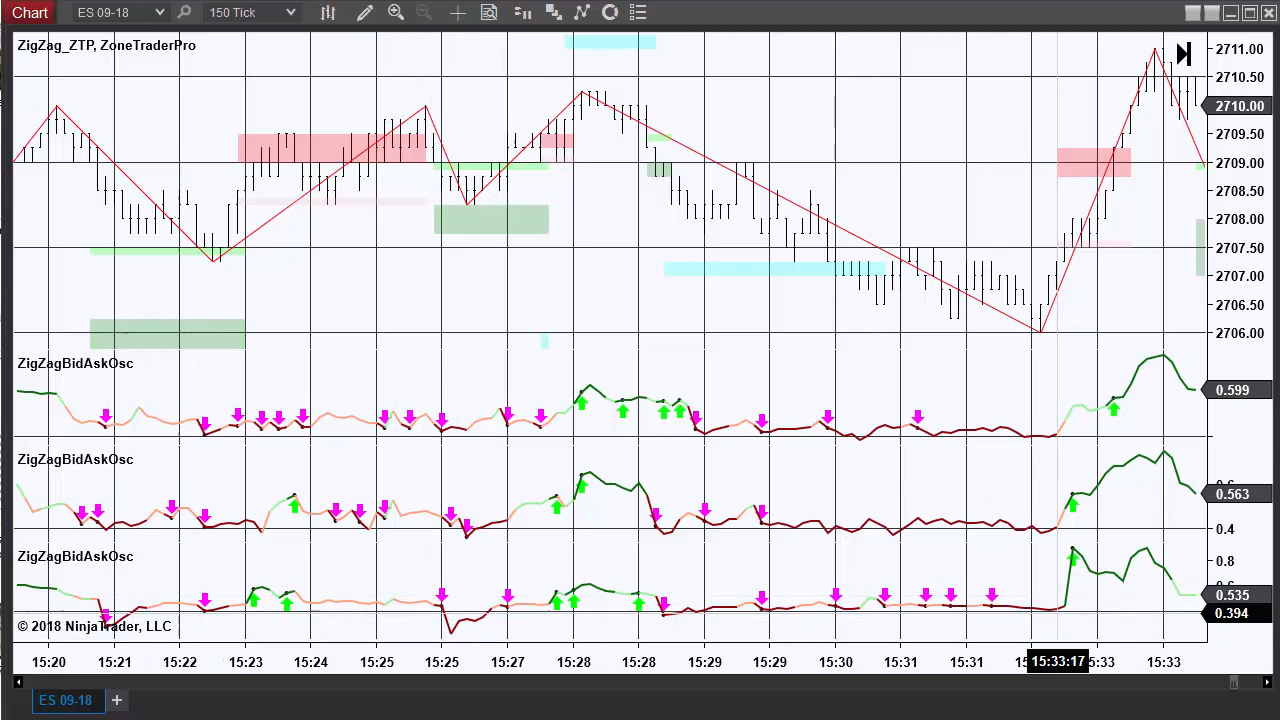 Chart ES 09-18 150 Tick
ZigZag_ZTP, ZoneTraderPro
2711.00
2710.50
2710.00
2709.50
2709.00
2708.50
2708.00
2707.50
2707.00
2706.50
2706.00
ZigZagBidAskOsc
0.599
ZigZagBidAskOsc
0.563
0.4
ZigZagBidAskOsc
0.8
0.535
0.394
© 2018 NinjaTrader, LLC
15:20 15:21 15:22 15:23 15:24 15:25 15:27 15:28 15:28 15:29 15:29 15:30 15:31 15:31 15:33:17 15:33
ES 09-18 +